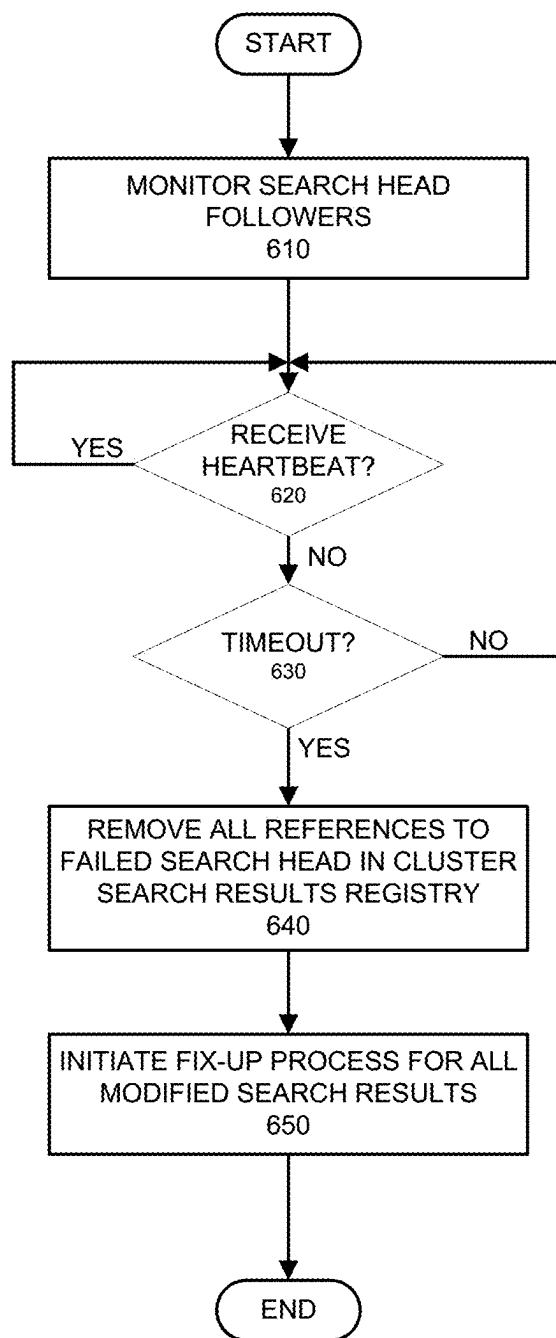 START
MONITOR SEARCH HEAD
FOLLOWERS
610
YES
RECEIVE
HEARTBEAT?
620
NO
TIMEOUT?
630
NO
YES
REMOVE ALL REFERENCES TO
FAILED SEARCH HEAD IN CLUSTER
SEARCH RESULTS REGISTRY
640
INITIATE FIX-UP PROCESS FOR ALL
MODIFIED SEARCH RESULTS
650
END